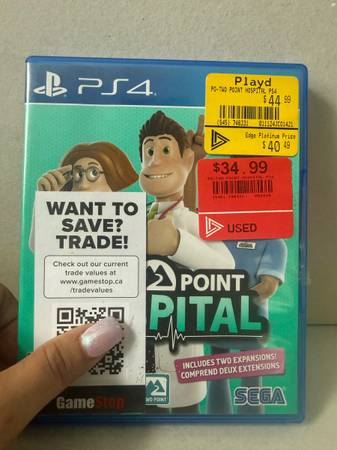 PS4
Playd
PO-TWO POINT HOSPITAL PS4
$44.99
Edge Platinum Price
$40.49
$34.99
USED
WANT TO
SAVE?
TRADE!
Check out our current
trade values at
www.gamestop.ca
/tradevalues
POINT
PITAL
INCLUDES TWO EXPANSIONS!
COMPREND DEUX EXTENSIONS
GameStop
WO POINT
SEGA